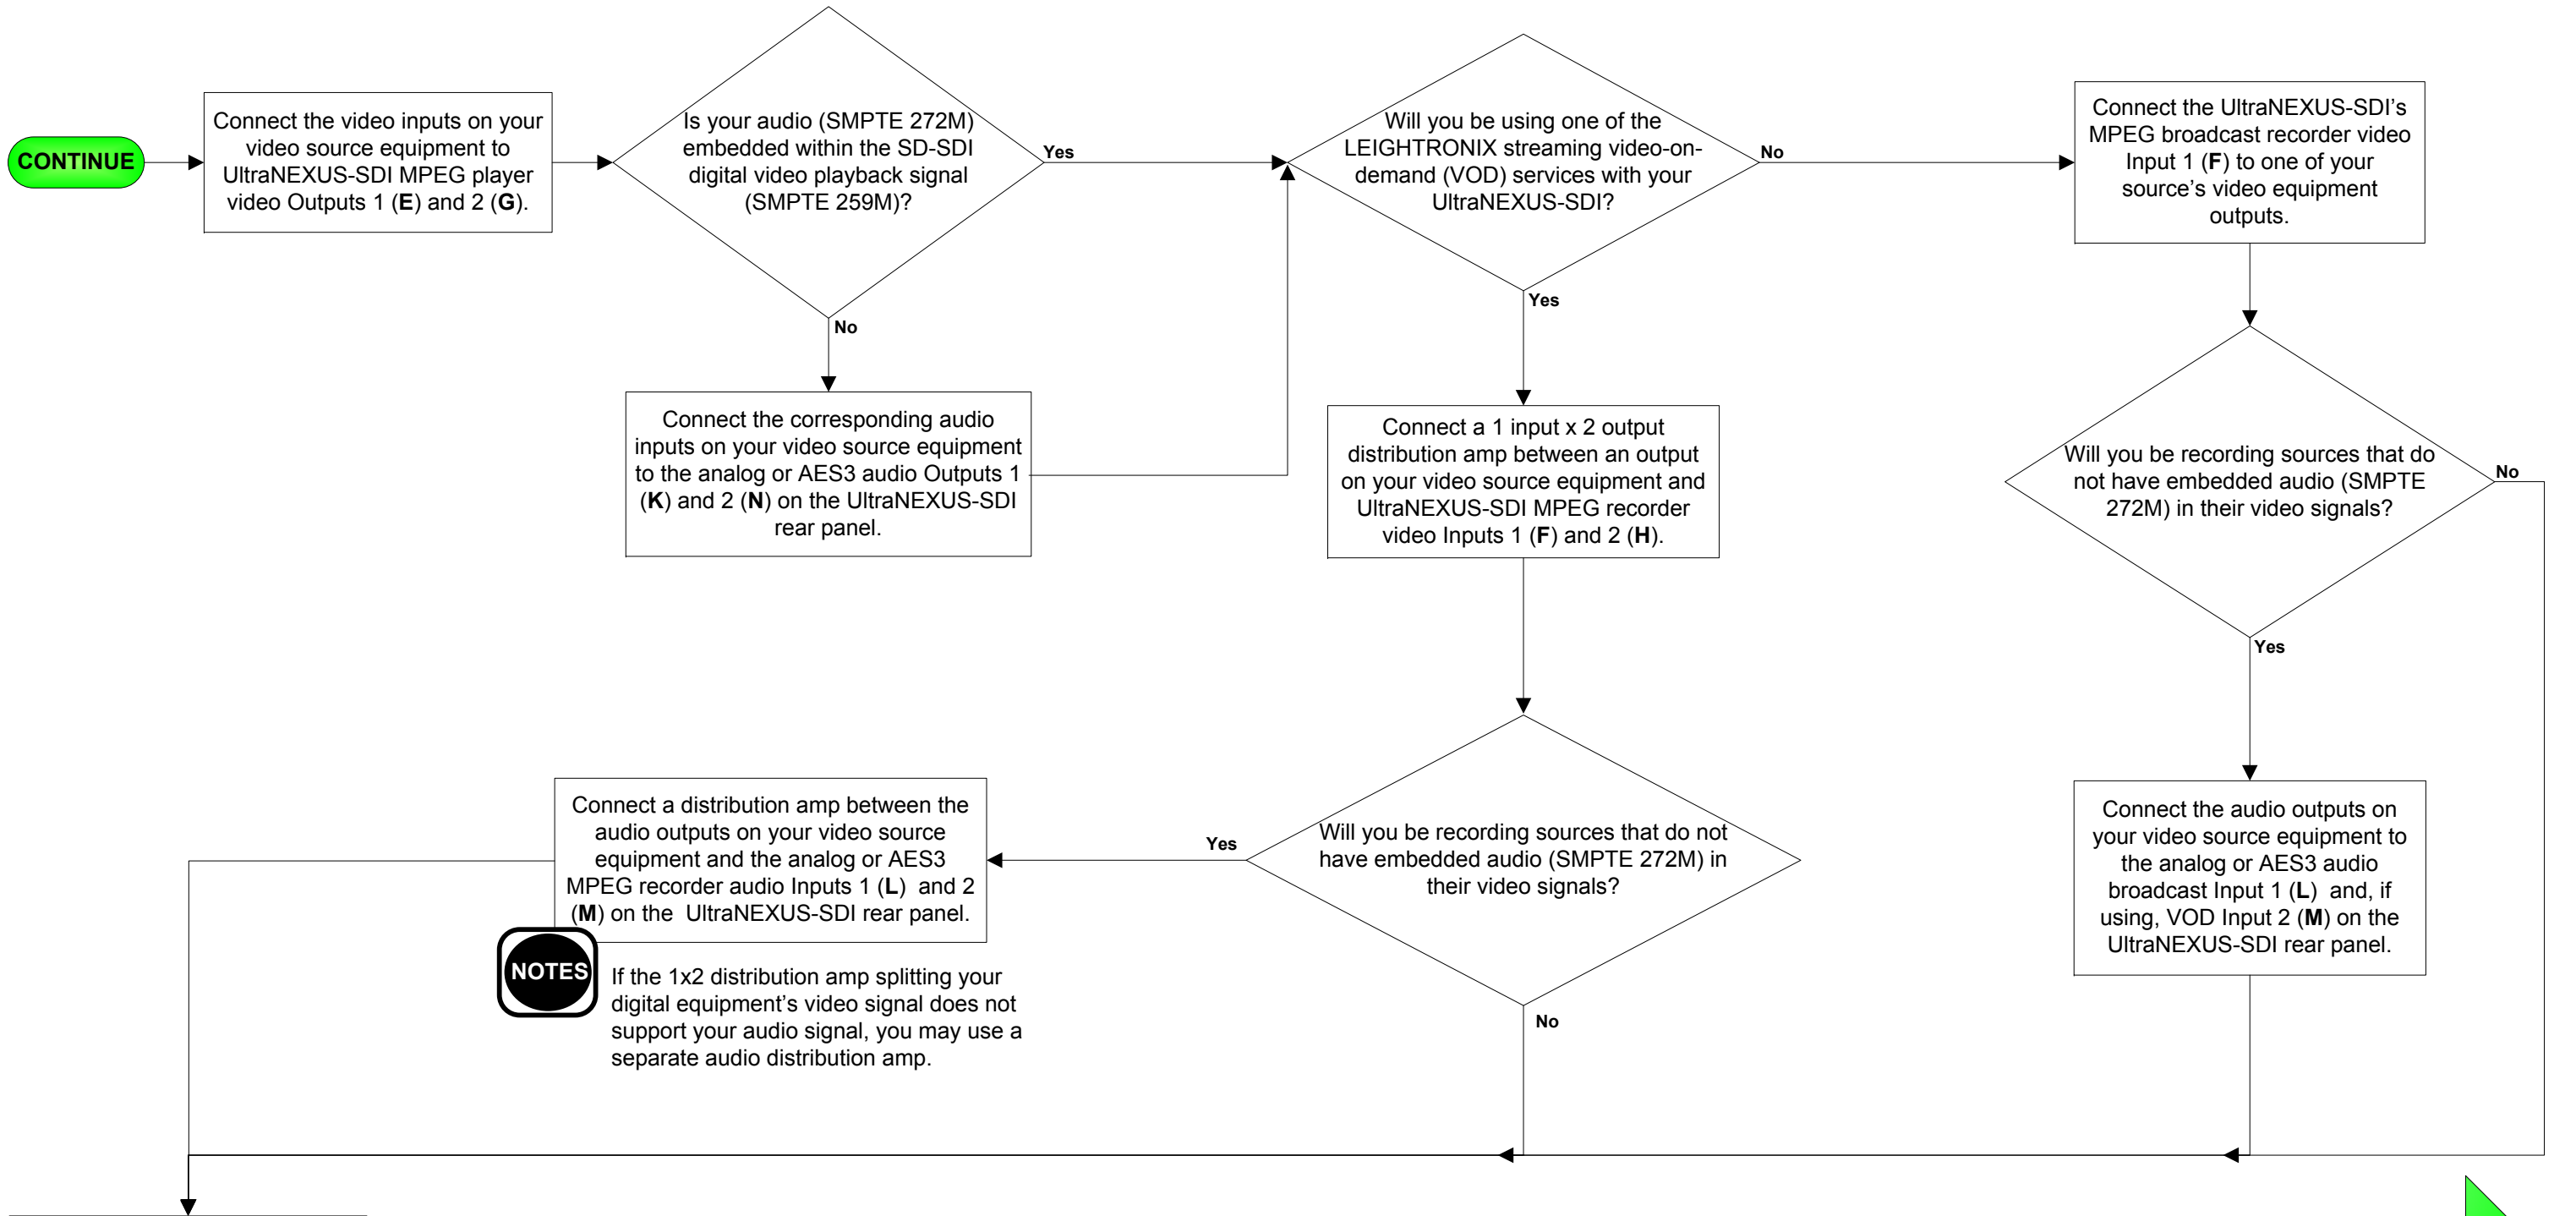 CONTINUE
Connect the video inputs on your
video source equipment to
UltraNEXUS-SDI MPEG player
video Outputs 1 (E) and 2 (G).
Is your audio (SMPTE 272M)
embedded within the SD-SDI
digital video playback signal
(SMPTE 259M)?
Yes
No
Connect the corresponding audio
inputs on your video source equipment
to the analog or AES3 audio Outputs 1
(K) and 2 (N) on the UltraNEXUS-SDI
rear panel.
Will you be using one of the
LEIGHTRONIX streaming video-on-
demand (VOD) services with your
UltraNEXUS-SDI?
No
Yes
Connect the UltraNEXUS-SDI's
MPEG broadcast recorder video
Input 1 (F) to one of your
source's video equipment
outputs.
Connect a 1 input x 2 output
distribution amp between an output
on your video source equipment and
UltraNEXUS-SDI MPEG recorder
video Inputs 1 (F) and 2 (H).
Will you be recording sources that do
not have embedded audio (SMPTE
272M) in their video signals?
No
Yes
Connect the audio outputs on
your video source equipment to
the analog or AES3 audio
broadcast Input 1 (L) and, if
using, VOD Input 2 (M) on the
UltraNEXUS-SDI rear panel.
Will you be recording sources that do not
have embedded audio (SMPTE 272M) in
their video signals?
Yes
No
Connect a distribution amp between the
audio outputs on your video source
equipment and the analog or AES3
MPEG recorder audio Inputs 1 (L) and 2
(M) on the UltraNEXUS-SDI rear panel.
NOTES
If the 1x2 distribution amp splitting your
digital equipment's video signal does not
support your audio signal, you may use a
separate audio distribution amp.